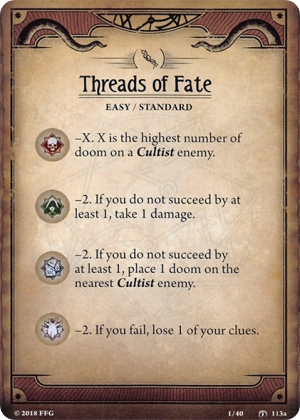 Threads of Fate
EASY / STANDARD
–X. X is the highest number of
doom on a Cultist enemy.
–2. If you do not succeed by at
least 1, take 1 damage.
–2. If you do not succeed by
at least 1, place 1 doom on the
nearest Cultist enemy.
–2. If you fail, lose 1 of your clues.
© 2018 FFG
1/40
113a